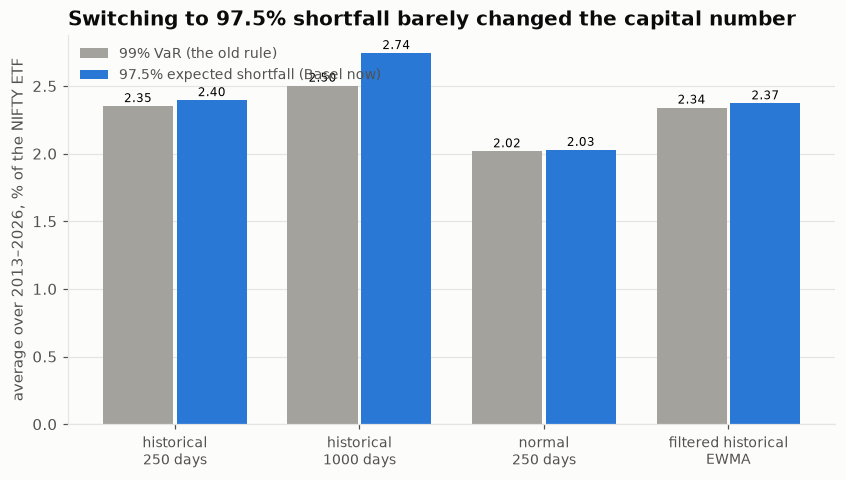 Switching to 97.5% shortfall barely changed the capital number
99% VaR (the old rule)
97.5% expected shortfall (Basel now)
average over 2013–2026, % of the NIFTY ETF
2.5
2.0
1.5
1.0
0.5
0.0
2.35
2.40
2.50
2.74
2.02
2.03
2.34
2.37
historical
250 days
historical
1000 days
normal
250 days
filtered historical
EWMA